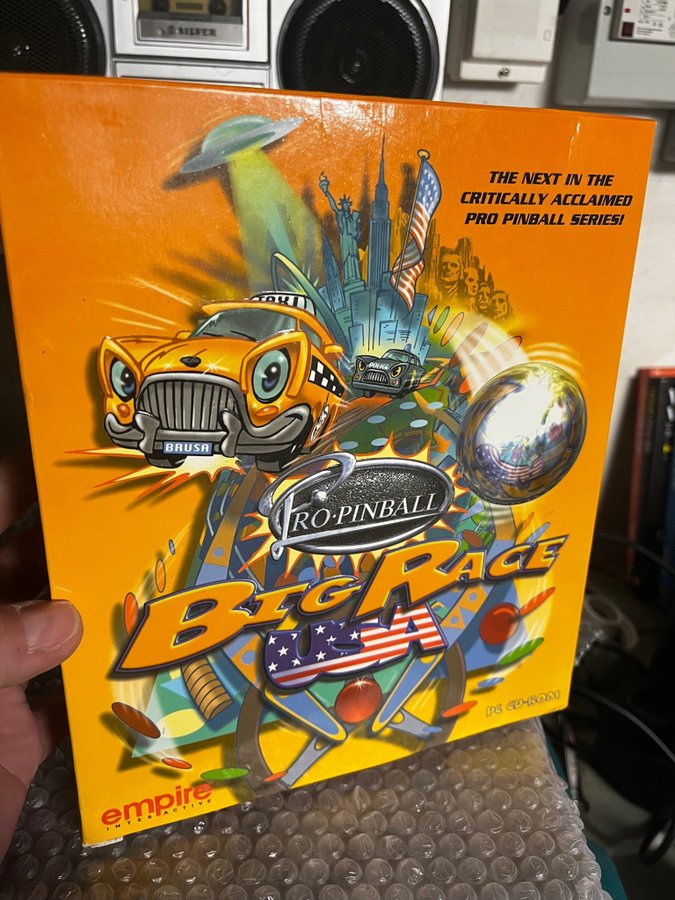 SILVER
THE NEXT IN THE
CRITICALLY ACCLAIMED
PRO PINBALL SERIES!
TAXI
POLICE
BRUSA
PRO·PINBALL
BIG RACE
USA
PC CD-ROM
empire
INTERACTIVE